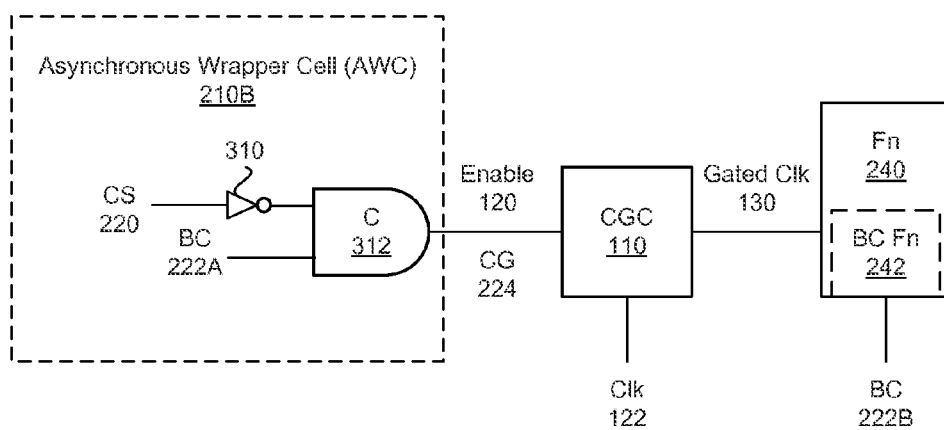 Asynchronous Wrapper Cell (AWC)
210B
310
CS
220
BC
222A
C
312
Enable
120
CG
224
CGC
110
Clk
122
Gated Clk
130
Fn
240
BC Fn
242
BC
222B